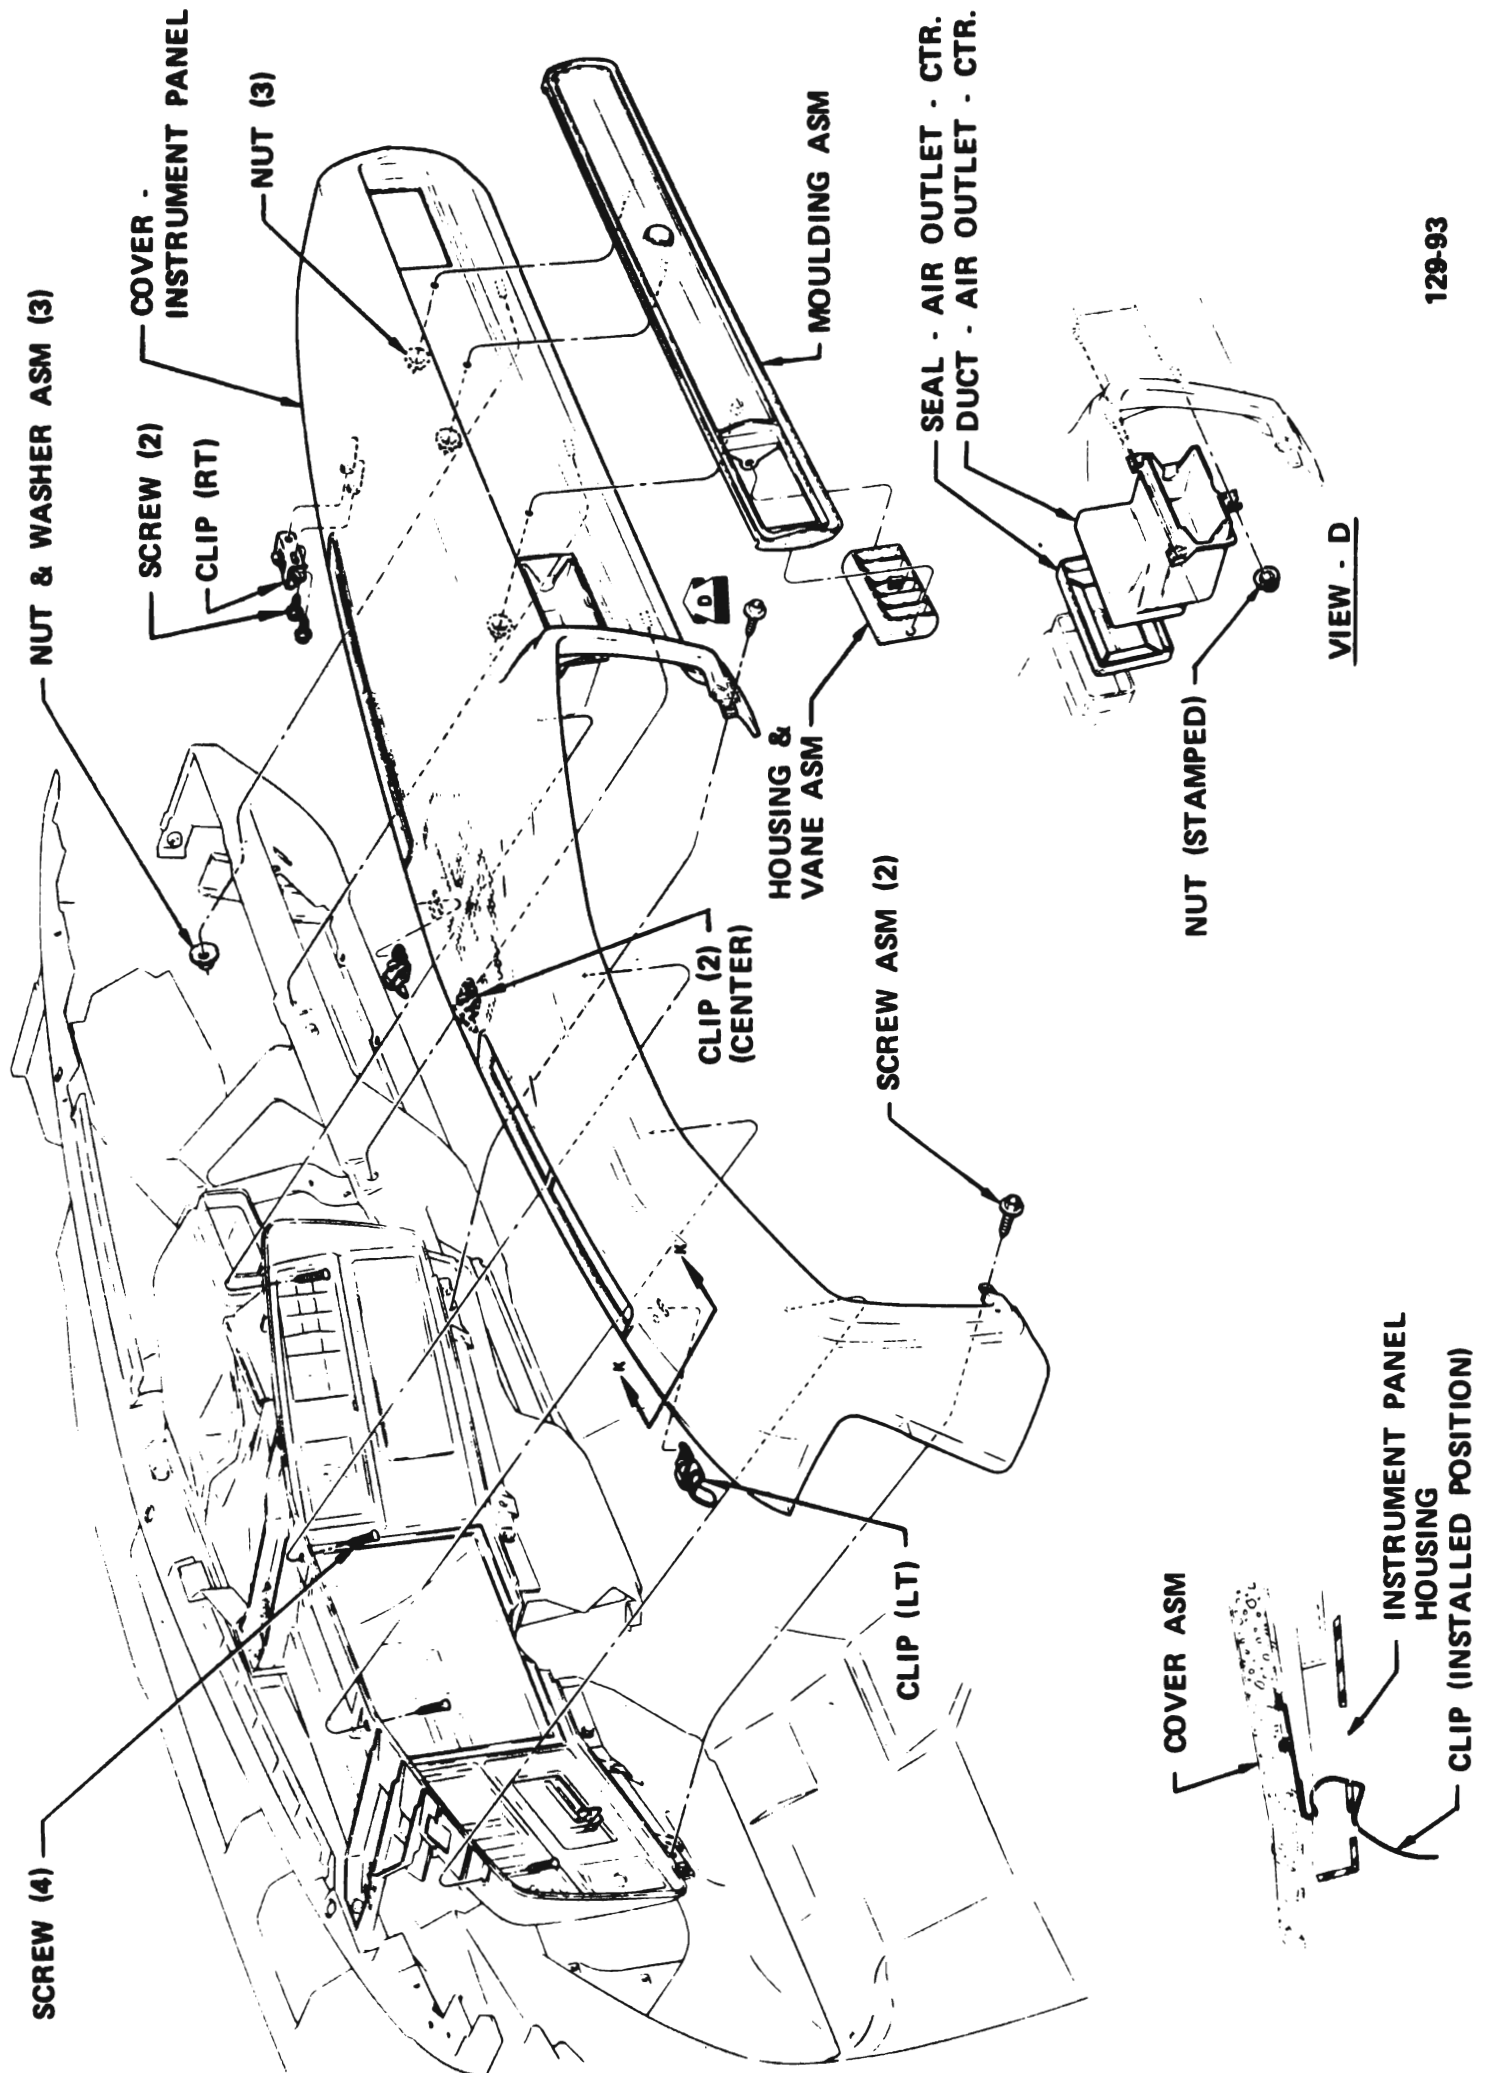 NUT & WASHER ASM (3)
SCREW (2)
CLIP (RT)
COVER -
INSTRUMENT PANEL
NUT (3)
MOULDING ASM
SEAL - AIR OUTLET - CTR.
DUCT - AIR OUTLET - CTR.
D
D
HOUSING &
VANE ASM
CLIP (2)
(CENTER)
SCREW ASM (2)
NUT (STAMPED)
VIEW - D
129-93
SCREW (4)
K
K
CLIP (LT)
COVER ASM
INSTRUMENT PANEL
HOUSING
CLIP (INSTALLED POSITION)